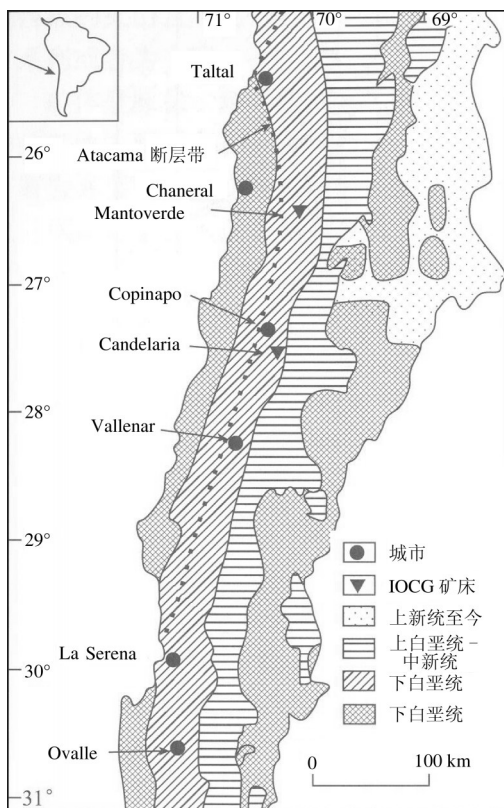 71°
70°
69°
Taltal
26°
Atacama 断层带
Chaneral
Mantoverde
27°
Copinapo
Candelaria
28°
Vallenar
29°
城市
IOCG 矿床
上新统至今
上白垩统–
中新统
下白垩统
下白垩统
La Serena
30°
Ovalle
0
100 km
31°